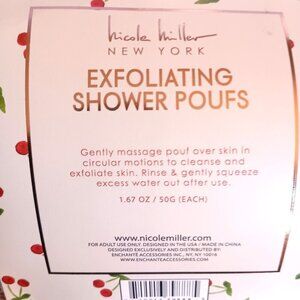 nicole miller
NEW YORK
EXFOLIATING
SHOWER POUFS
Gently massage pouf over skin in
circular motions to cleanse and
exfoliate skin. Rinse & gently squeeze
excess water out after use.
1.67 OZ / 50G (EACH)
www.nicolemiller.com
FOR ADULT USE ONLY. DESIGNED IN THE USA / MADE IN CHINA
DESIGNED EXCLUSIVELY AND DISTRIBUTED BY:
ENCHANTÉ ACCESSORIES INC., NY, NY 10016
WWW.ENCHANTEACCESSORIES.COM